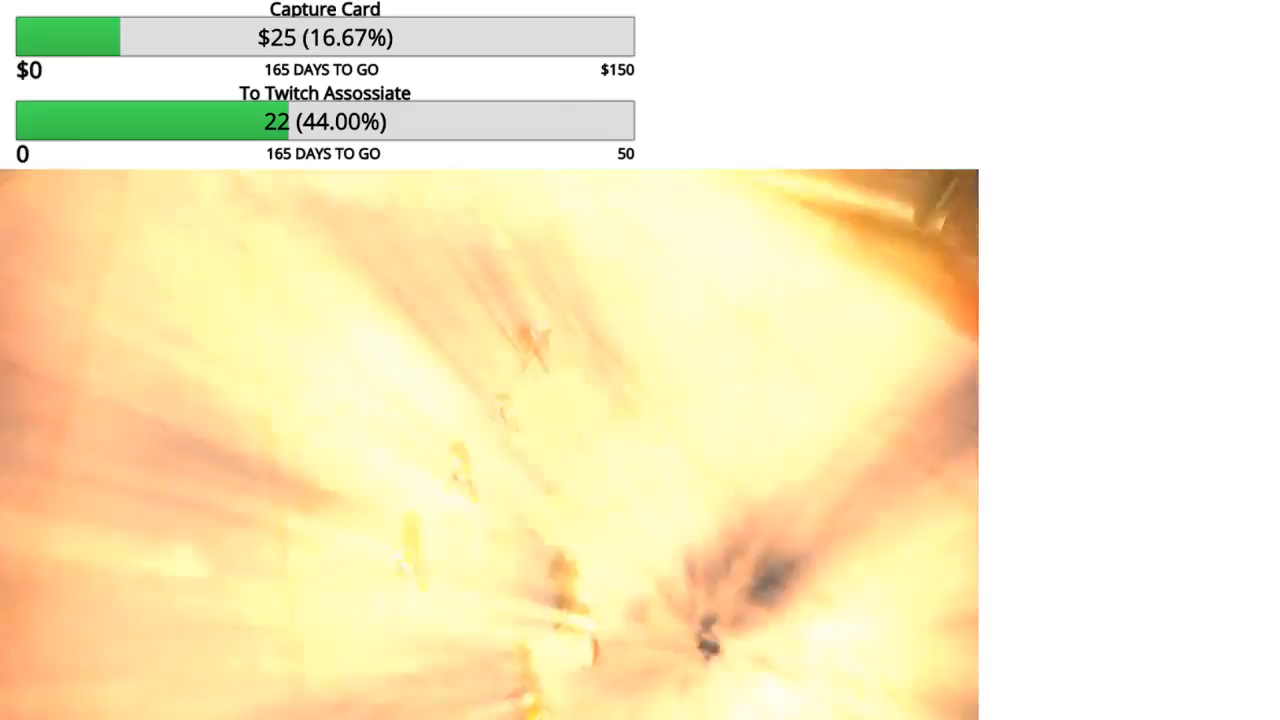 Capture Card
$25 (16.67%)
$0 165 DAYS TO GO $150
To Twitch Assossiate
22 (44.00%)
0 165 DAYS TO GO 50